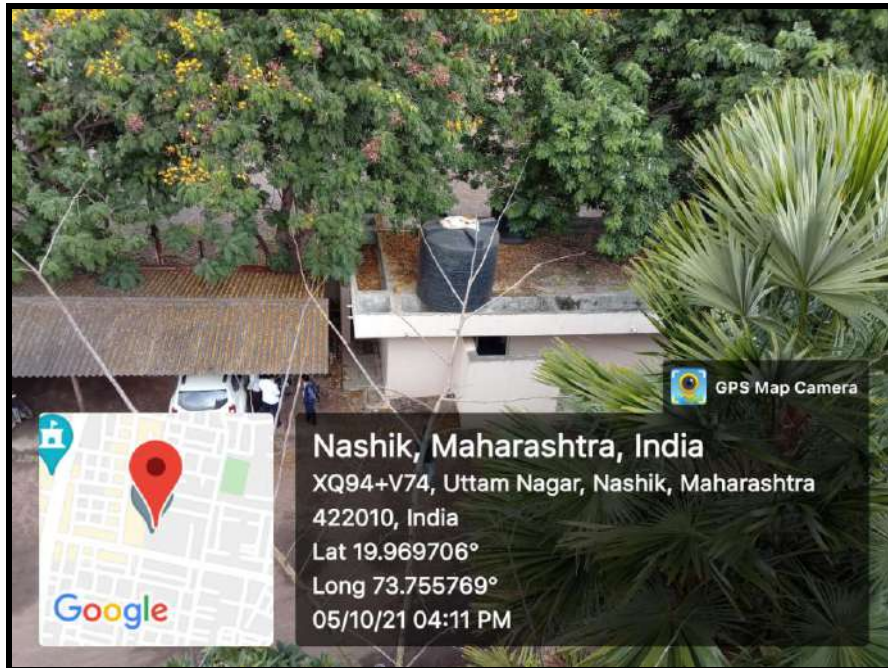 GPS Map Camera
Nashik, Maharashtra, India
XQ94+V74, Uttam Nagar, Nashik, Maharashtra
422010, India
Lat 19.969706°
Long 73.755769°
05/10/21 04:11 PM
Google